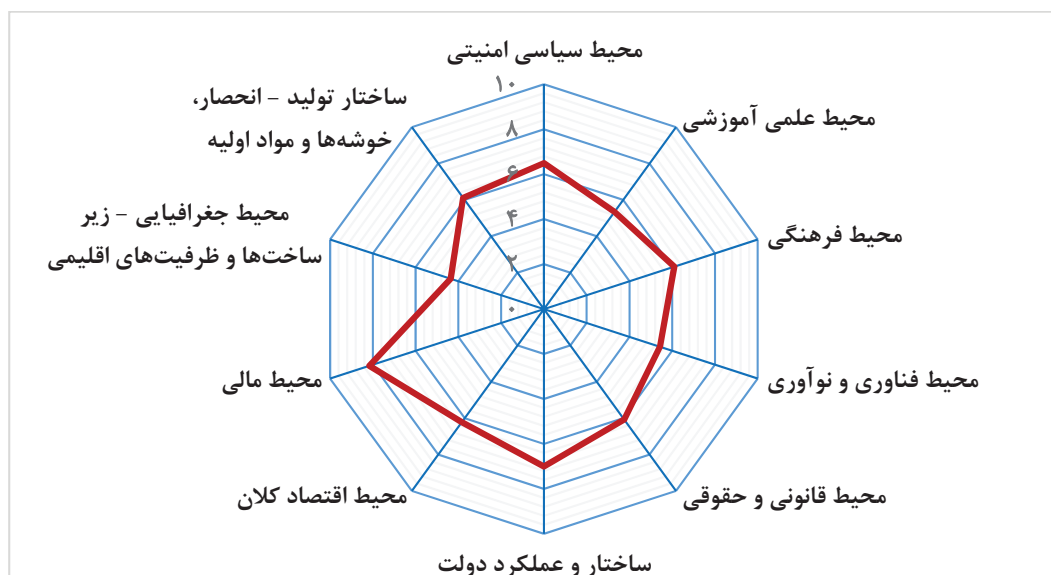 محیط سیاسی امنیتی
۱۰
ساختار تولید - انحصار،
خوشه‌ها و مواد اولیه
محیط علمی آموزشی
۸
۶
محیط جغرافیایی - زیر
ساخت‌ها و ظرفیت‌های اقلیمی
محیط فرهنگی
۴
۲
۰
محیط مالی
محیط فناوری و نوآوری
محیط اقتصاد کلان
محیط قانونی و حقوقی
ساختار و عملکرد دولت